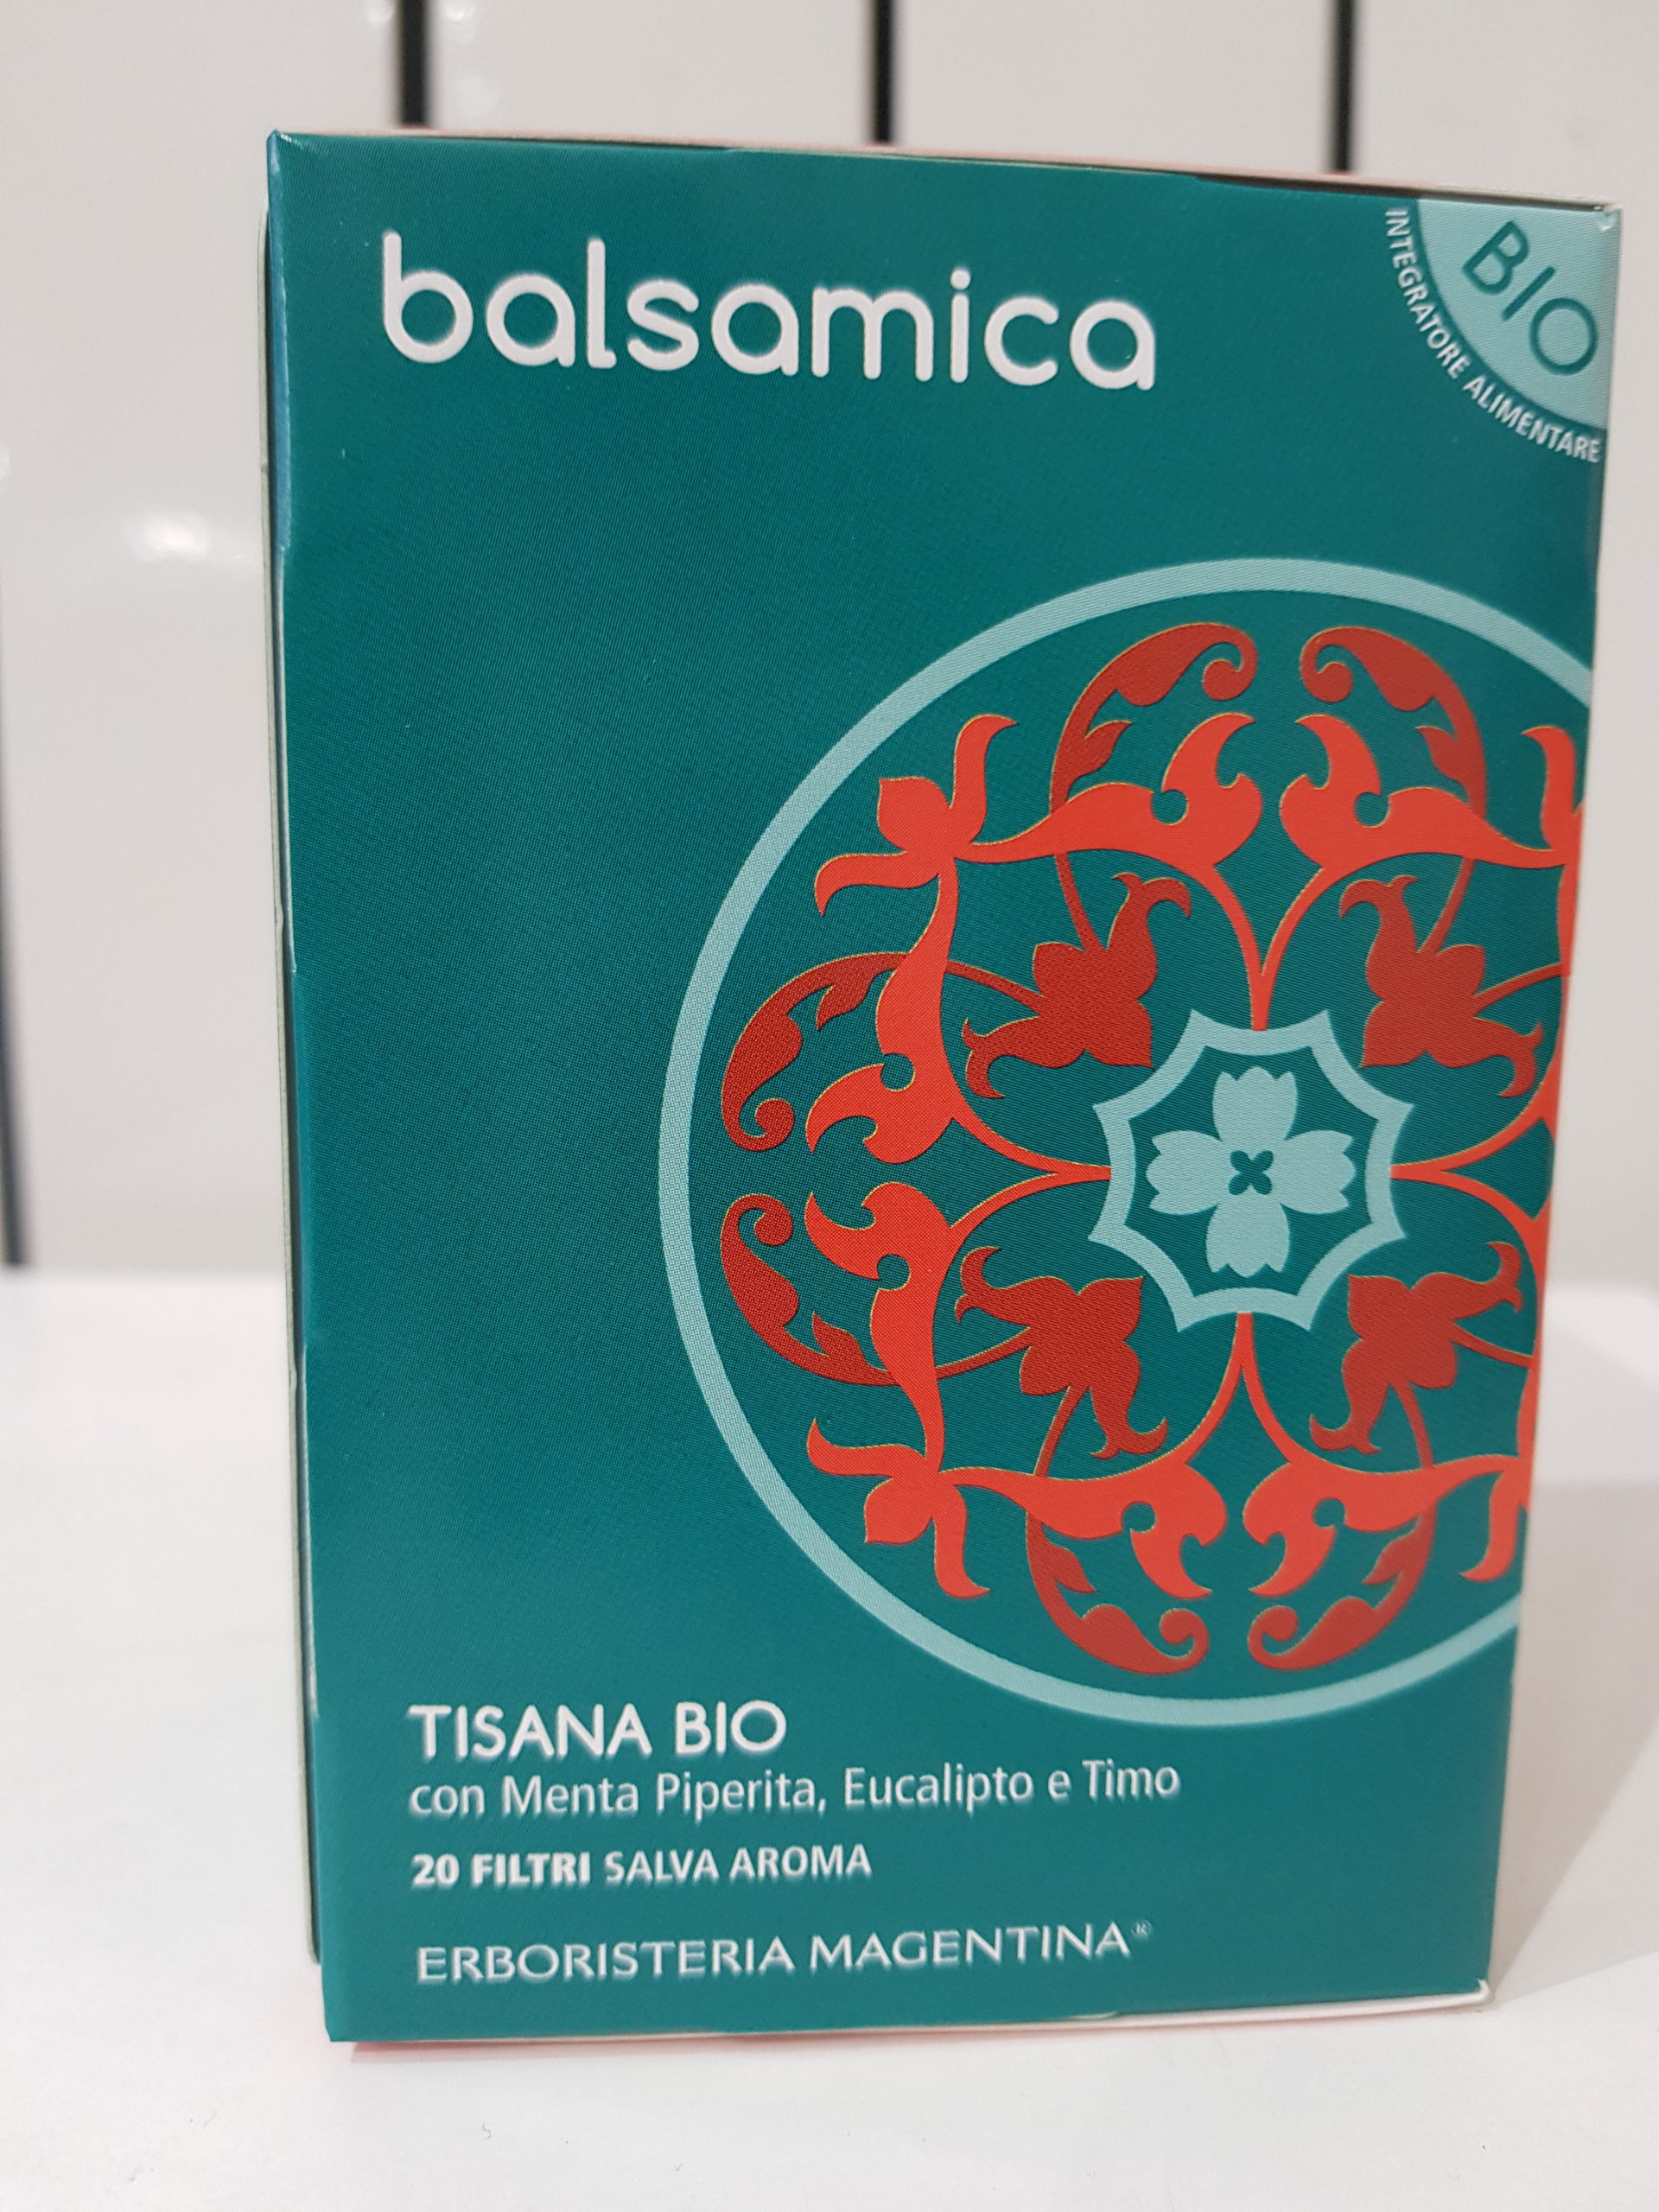 balsamica
BIO
INTEGRATORE ALIMENTARE
TISANA BIO
con Menta Piperita, Eucalipto e Timo
20 FILTRI SALVA AROMA
ERBORISTERIA MAGENTINA®